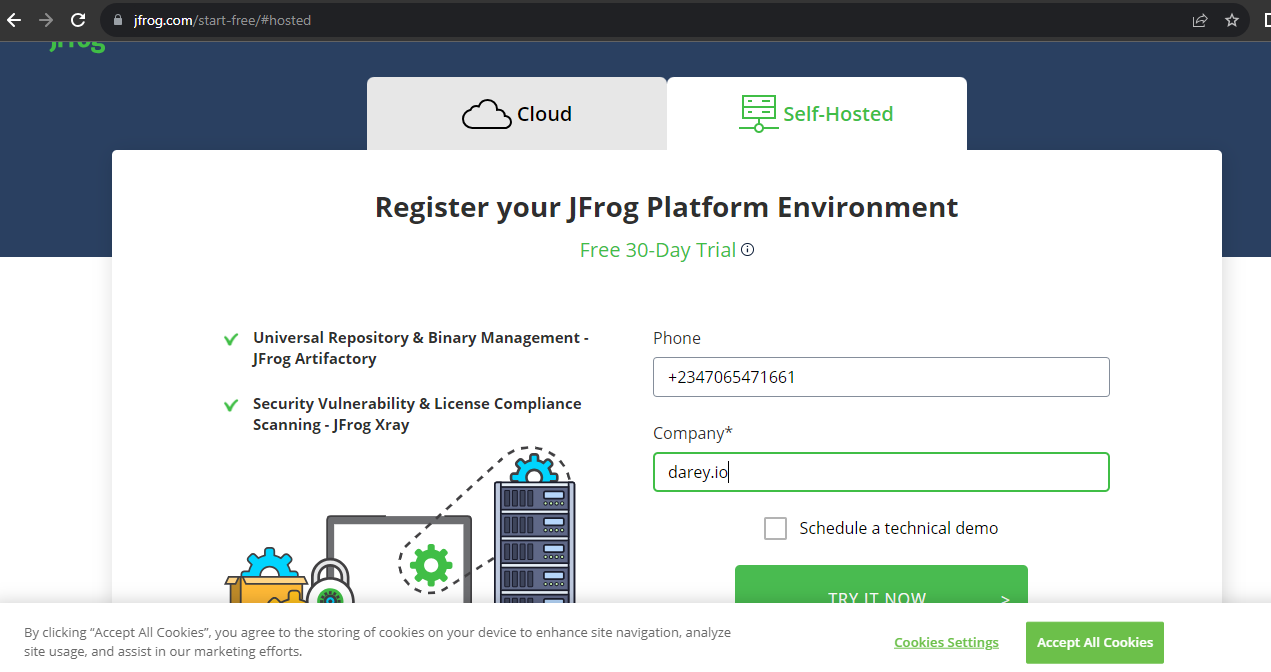 jfrog.com/start-free/#hosted
JFrog
Cloud
Self-Hosted
Register your JFrog Platform Environment
Free 30-Day Trial
Universal Repository & Binary Management -
JFrog Artifactory
Security Vulnerability & License Compliance
Scanning - JFrog Xray
Phone
+2347065471661
Company*
darey.io
Schedule a technical demo
TRY IT NOW >
By clicking “Accept All Cookies”, you agree to the storing of cookies on your device to enhance site navigation, analyze
site usage, and assist in our marketing efforts.
Cookies Settings
Accept All Cookies